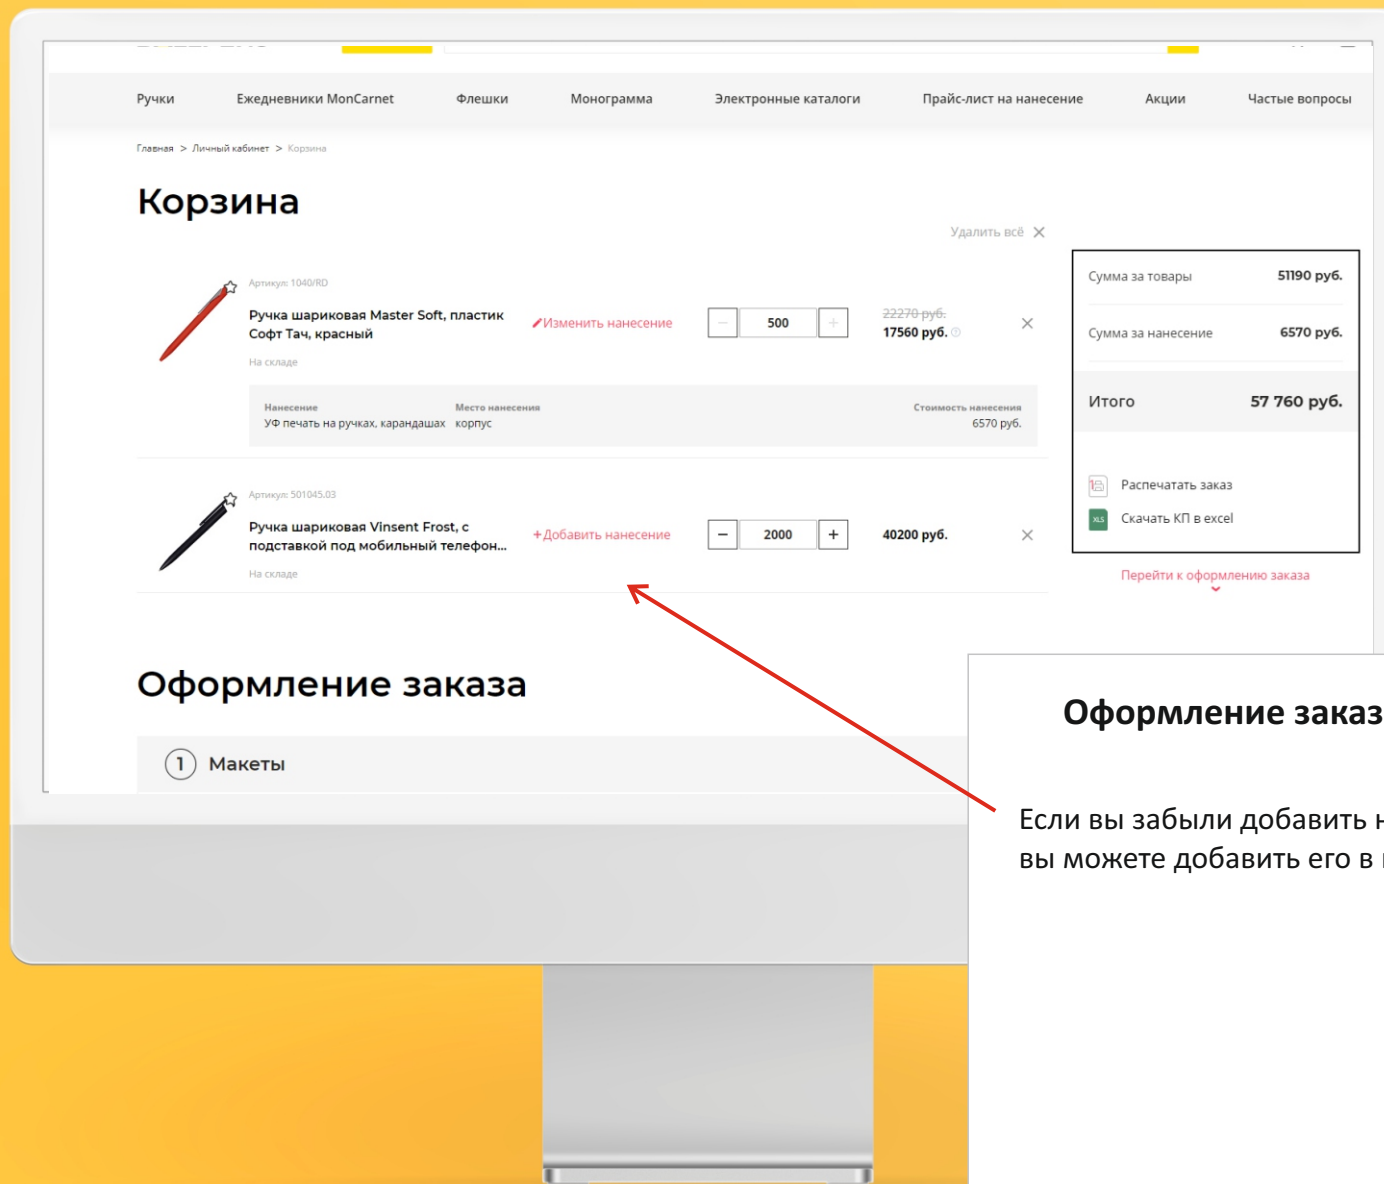 Ручки Ежедневники MonCarnet Флешки Монограмма Электронные каталоги Прайс-лист на нанесение Акции Частые вопросы
Главная > Личный кабинет > Корзина
Корзина
Удалить всё ×
Артикул: 1040/RD
Ручка шариковая Master Soft, пластик
Софт Тач, красный
На складе
Изменить нанесение
− 500 +
22270 руб.
17560 руб.
×
Нанесение Место нанесения Стоимость нанесения
УФ печать на ручках, карандашах корпус 6570 руб.
Артикул: 501045.03
Ручка шариковая Vinsent Frost, с
подставкой под мобильный телефон...
На складе
+Добавить нанесение
− 2000 +
40200 руб.
×
Сумма за товары 51190 руб.
Сумма за нанесение 6570 руб.
Итого 57 760 руб.
Распечатать заказ
XLS Скачать КП в excel
Перейти к оформлению заказа
Оформление заказа
1 Макеты
Оформление заказ
Если вы забыли добавить н
вы можете добавить его в